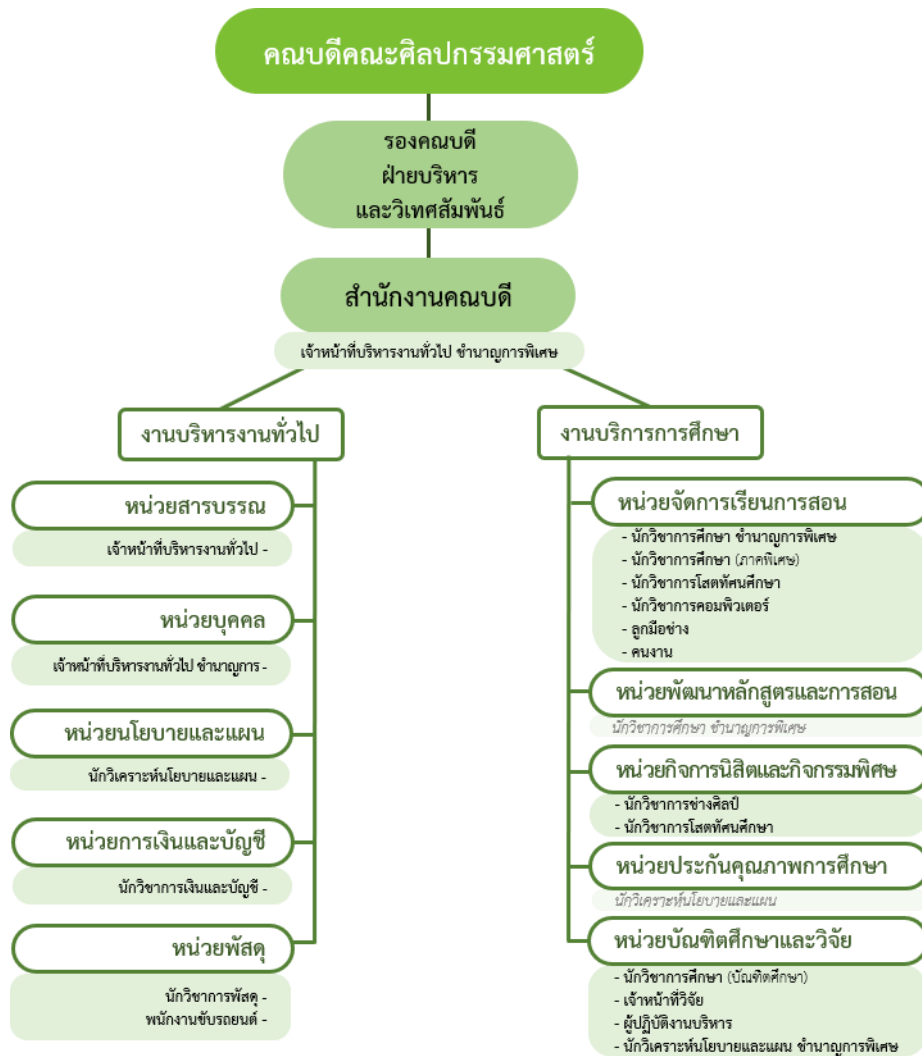 คณบดีคณะศิลปกรรมศาสตร์
รองคณบดี
ฝ่ายบริหาร
และวิเทศสัมพันธ์
สำนักงานคณบดี
เจ้าหน้าที่บริหารงานทั่วไป ชำนาญการพิเศษ
งานบริหารงานทั่วไป
หน่วยสารบรรณ
เจ้าหน้าที่บริหารงานทั่วไป -
หน่วยบุคคล
เจ้าหน้าที่บริหารงานทั่วไป ชำนาญการ -
หน่วยนโยบายและแผน
นักวิเคราะห์นโยบายและแผน -
หน่วยการเงินและบัญชี
นักวิชาการเงินและบัญชี -
หน่วยพัสดุ
นักวิชาการพัสดุ -
พนักงานขับรถยนต์ -
งานบริการการศึกษา
หน่วยจัดการเรียนการสอน
- นักวิชาการศึกษา ชำนาญการพิเศษ
- นักวิชาการศึกษา (ภาคพิเศษ)
- นักวิชาการโสตทัศนศึกษา
- นักวิชาการคอมพิวเตอร์
- ลูกมือช่าง
- คนงาน
หน่วยพัฒนาหลักสูตรและการสอน
นักวิชาการศึกษา ชำนาญการพิเศษ
หน่วยกิจการนิสิตและกิจกรรมพิศษ
- นักวิชาการช่างศิลป์
- นักวิชาการโสตทัศนศึกษา
หน่วยประกันคุณภาพการศึกษา
นักวิเคราะห์นโยบายและแผน
หน่วยบัณฑิตศึกษาและวิจัย
- นักวิชาการศึกษา (บัณฑิตศึกษา)
- เจ้าหน้าที่วิจัย
- ผู้ปฏิบัติงานบริหาร
- นักวิเคราะห์นโยบายและแผน ชำนาญการพิเศษ